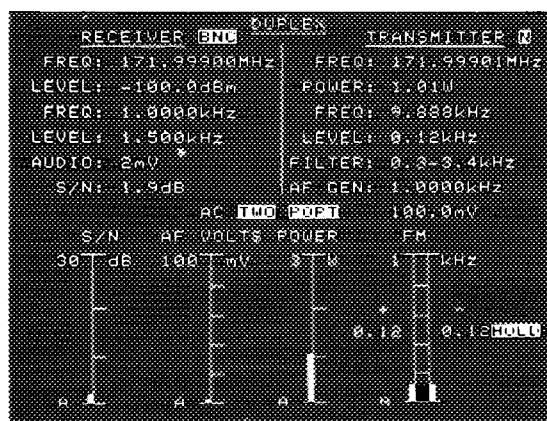 DUPLEX
RECEIVER BNC TRANSMITTER N
FREQ: 171.99900MHz FREQ: 171.99901MHz
LEVEL: -100.0dBm POWER: 1.01W
FREQ: 1.0000kHz FREQ: 9.888kHz
LEVEL: 1.500kHz LEVEL: 0.12kHz
AUDIO: 2mV FILTER: 0.3-3.4kHz
S/N: 1.9dB AF GEN: 1.0000kHz
AC TWO PORT 100.0mV
S/N AF VOLTS POWER FM
30 dB 100 mV 3 W 1 kHz
+ -
0.12 0.12 HOLD
A A A N